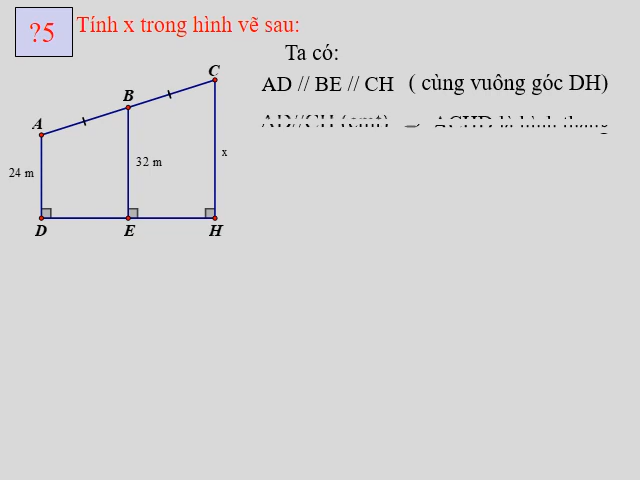 ?5 Tính x trong hình vẽ sau:
Ta có:
AD // BE // CH ( cùng vuông góc DH)
C
B
A
24 m
32 m
x
D
E
H